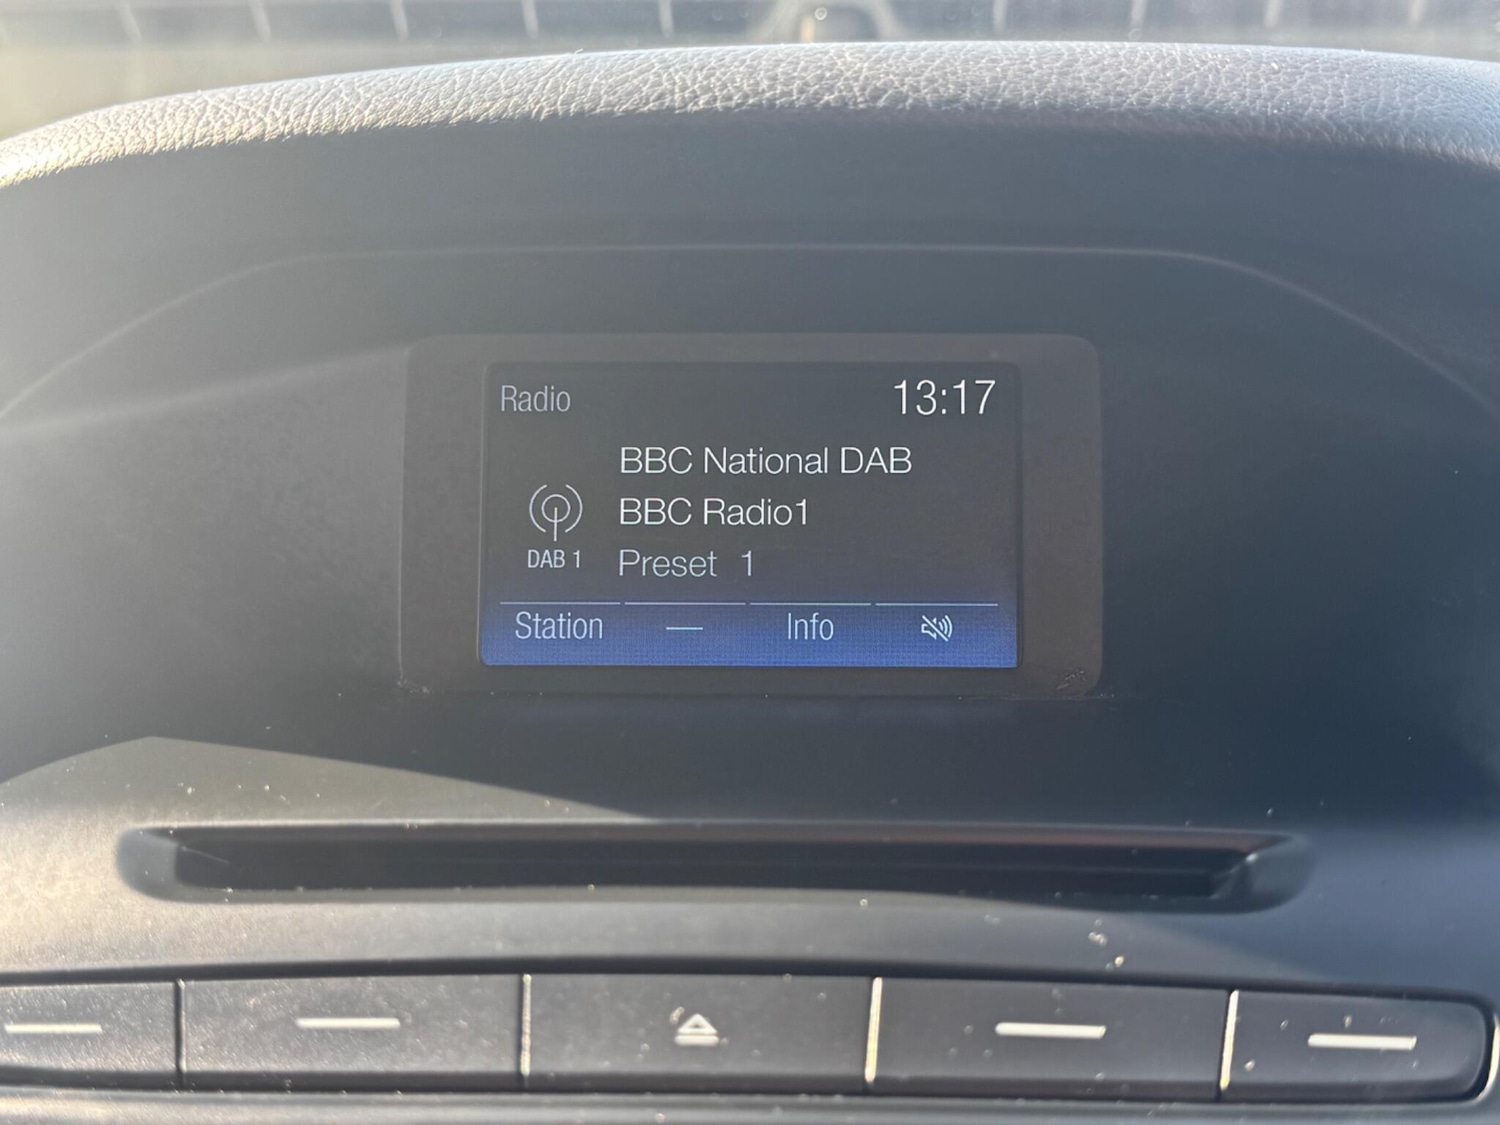 Radio 13:17
BBC National DAB
BBC Radio1
DAB 1 Preset 1
Station — Info